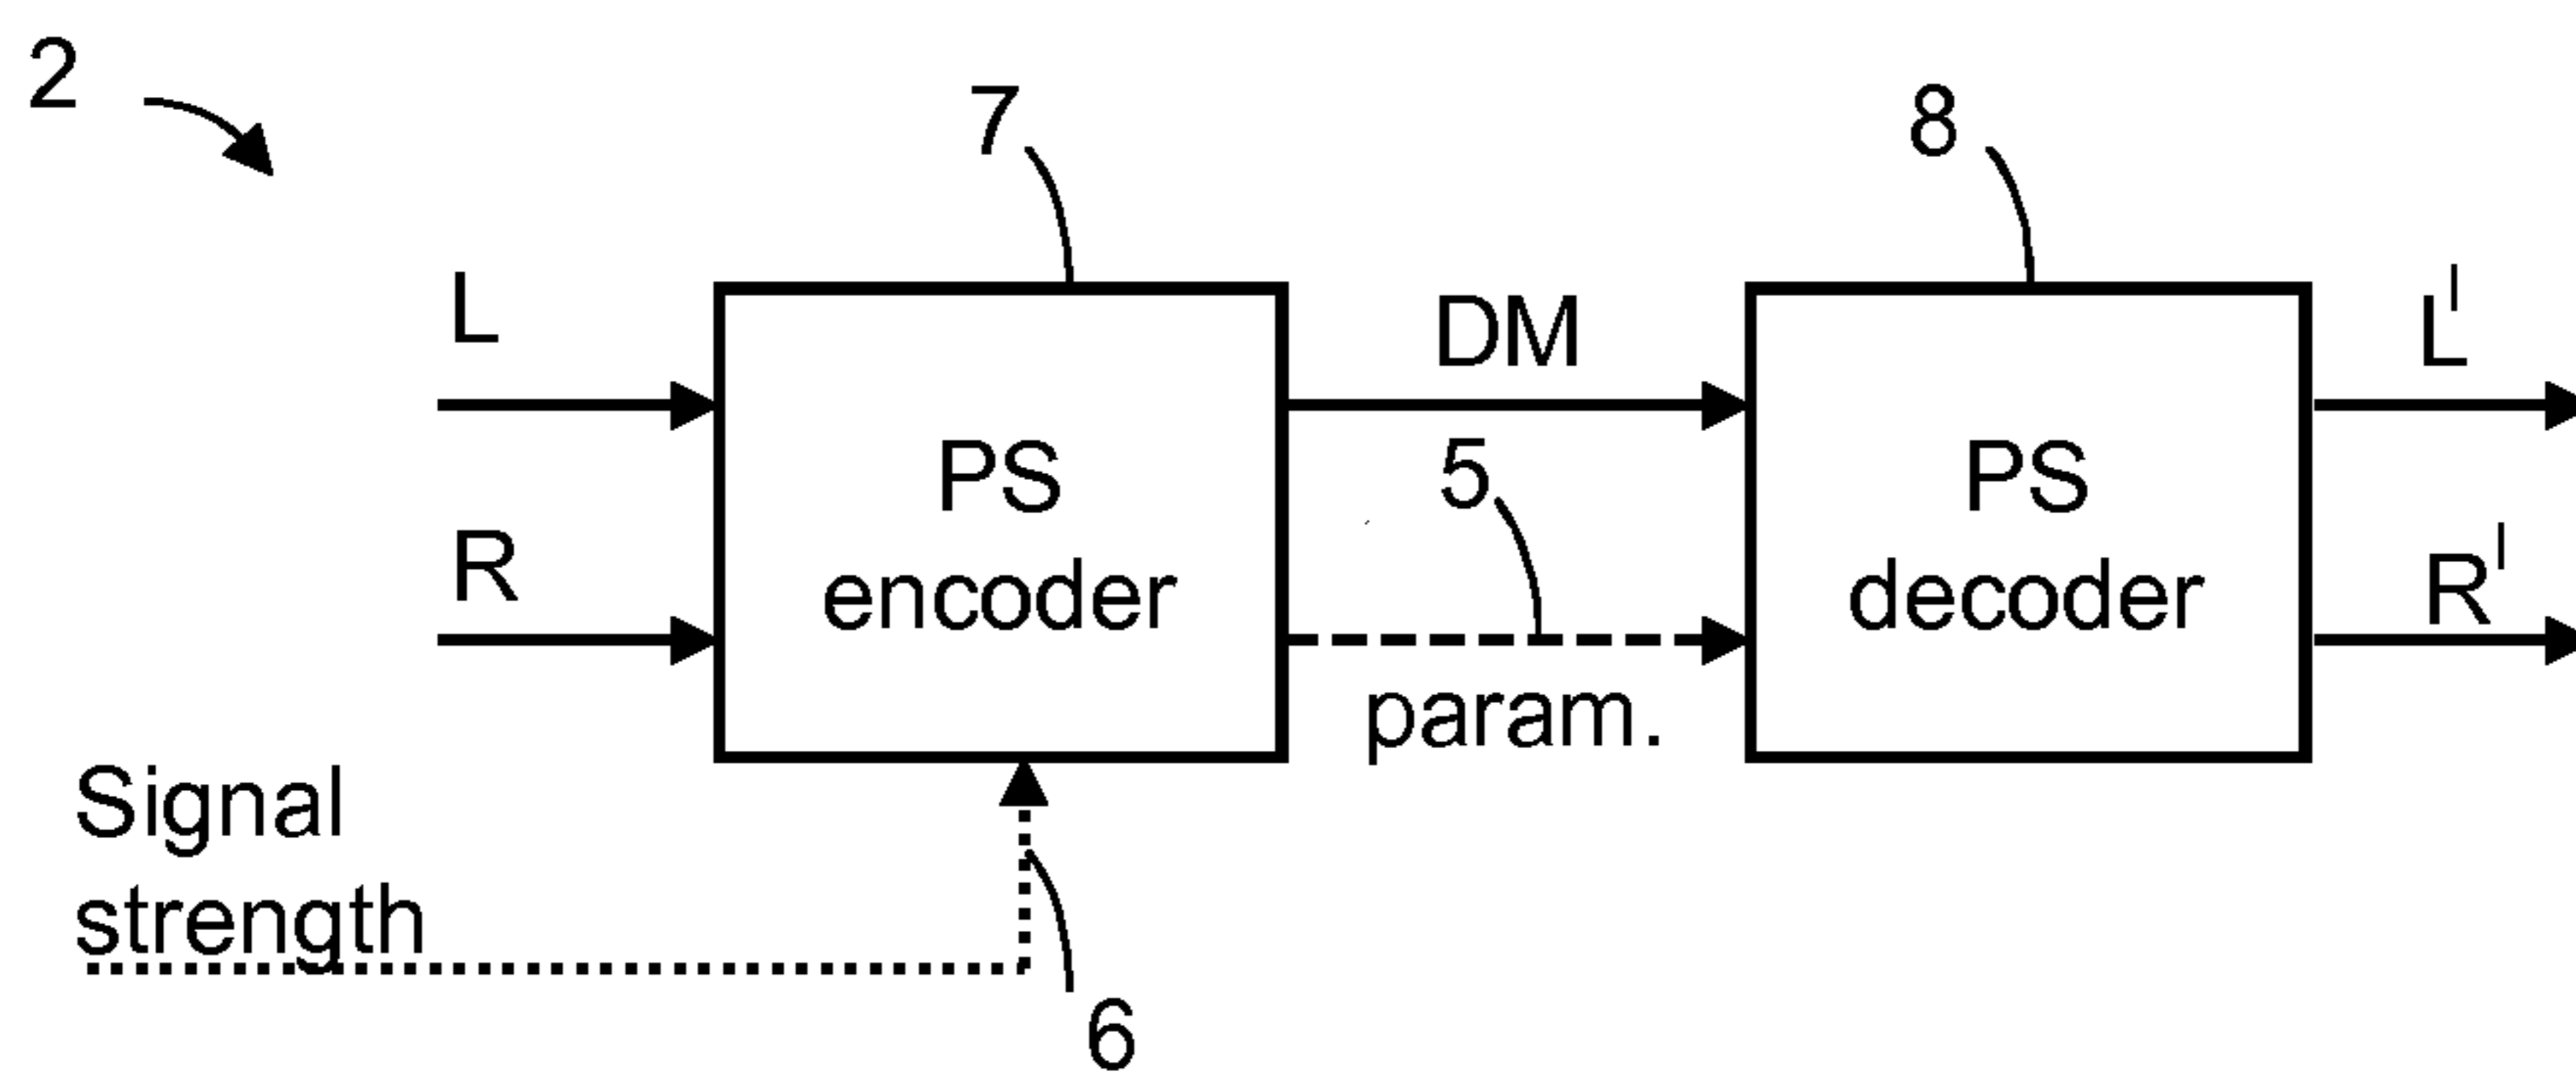 2
7
8
L
DM
L'
PS
encoder
5
PS
decoder
R
R'
param.
Signal
strength
6